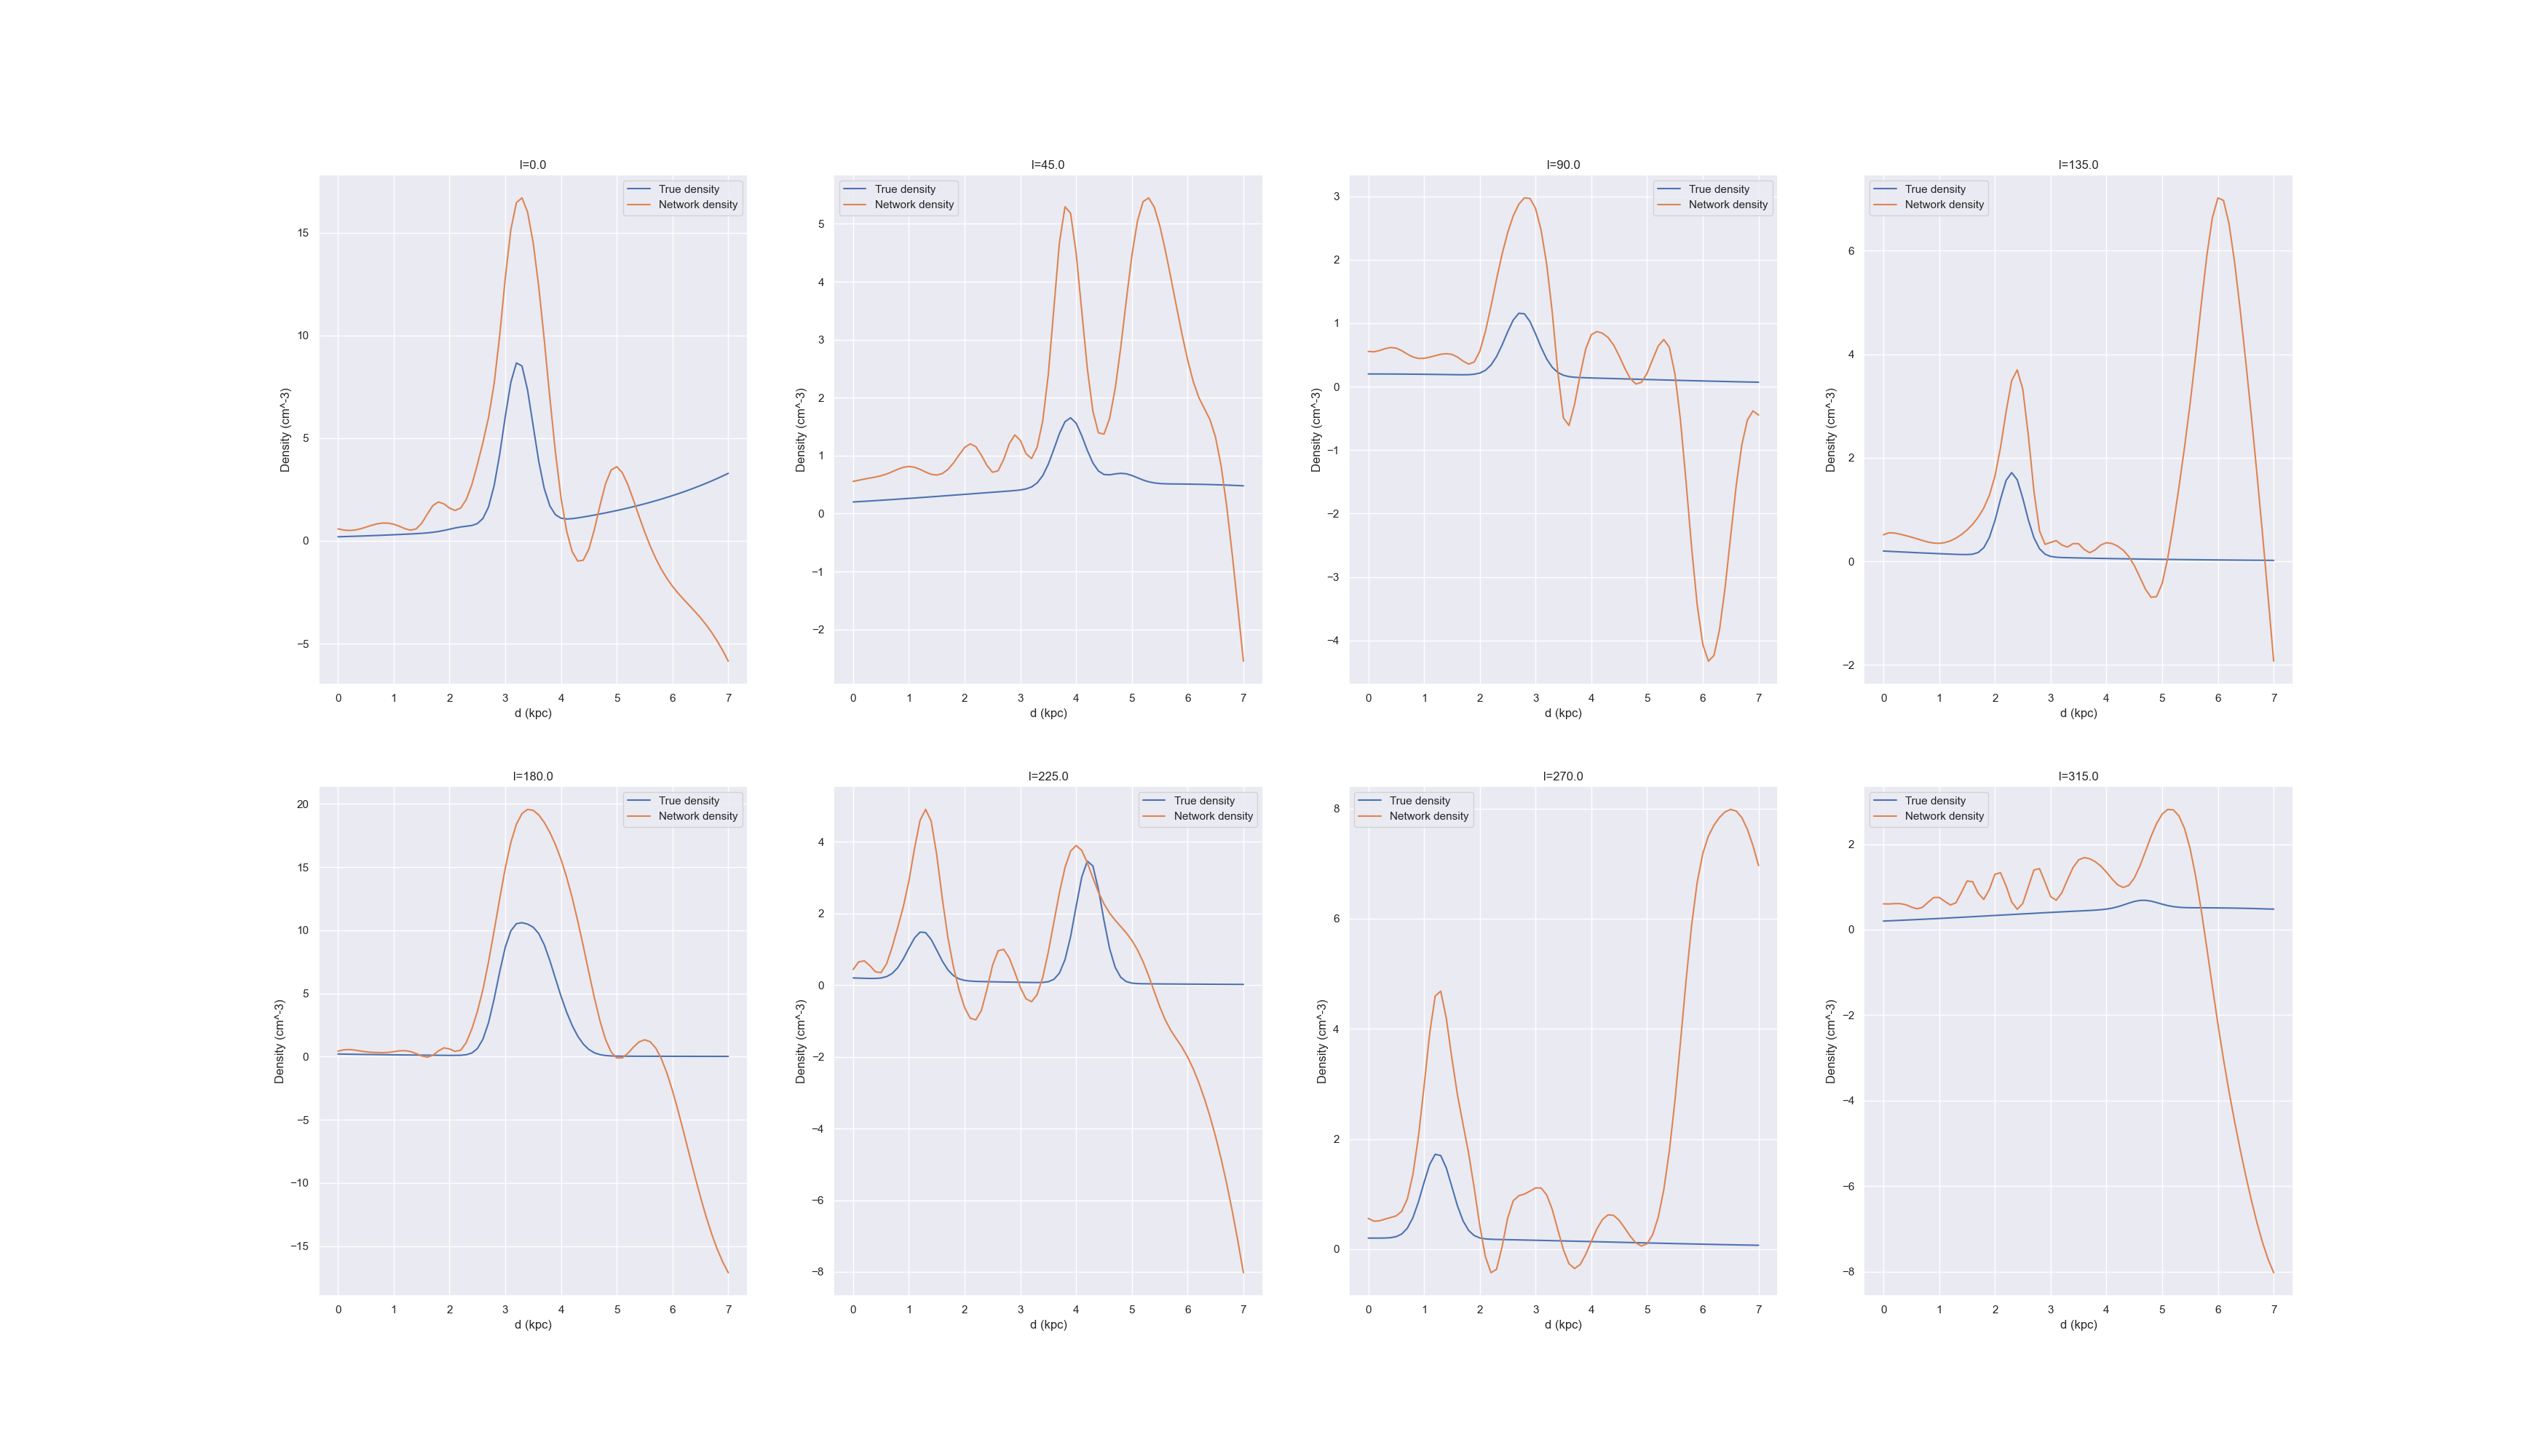 l=0.0
True density
Network density
15
10
5
0
−5
Density (cm^-3)
0 1 2 3 4 5 6 7
d (kpc)
l=45.0
True density
Network density
5
4
3
2
1
0
−1
−2
Density (cm^-3)
0 1 2 3 4 5 6 7
d (kpc)
l=90.0
True density
Network density
3
2
1
0
−1
−2
−3
−4
Density (cm^-3)
0 1 2 3 4 5 6 7
d (kpc)
l=135.0
True density
Network density
6
4
2
0
−2
Density (cm^-3)
0 1 2 3 4 5 6 7
d (kpc)
l=180.0
True density
Network density
20
15
10
5
0
−5
−10
−15
Density (cm^-3)
0 1 2 3 4 5 6 7
d (kpc)
l=225.0
True density
Network density
4
2
0
−2
−4
−6
−8
Density (cm^-3)
0 1 2 3 4 5 6 7
d (kpc)
l=270.0
True density
Network density
8
6
4
2
0
Density (cm^-3)
0 1 2 3 4 5 6 7
d (kpc)
l=315.0
True density
Network density
2
0
−2
−4
−6
−8
Density (cm^-3)
0 1 2 3 4 5 6 7
d (kpc)